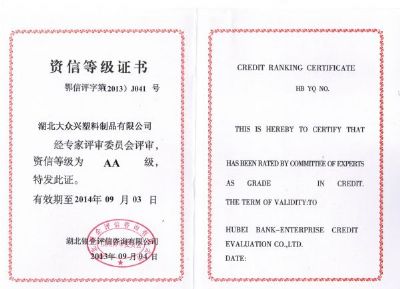 资信等级证书
鄂信评字第(2013)J041 号
湖北大众兴塑料制品有限公司
经专家评审委员会评审,
资信等级为 AA 级,
特发此证。
有效期至 2014年 09 月 03 日
湖北银企评信咨询有限公司
2013年 09月 04日
CREDIT RANKING CERTIFICATE
HB YQ NO.
THIS IS HEREBY TO CERTIFY THAT
HAS BEEN RATED BY COMMITTEE OF EXPERTS
AS GRADE IN CREDIT.
THE TERM OF VALIDITY:TO
HUBEI BANK-ENTERPRISE CREDIT
EVALUATION CO.,LTD.
DATE: